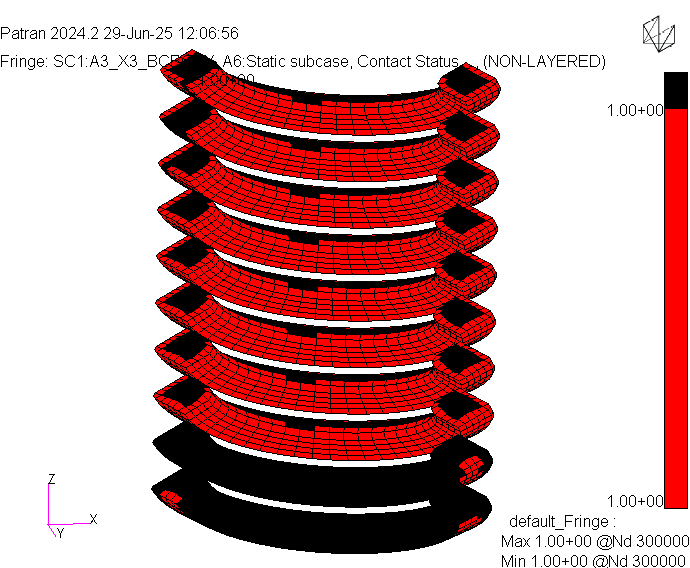 Patran 2024.2 29-Jun-25 12:06:56
Fringe: SC1:A3_X3_BC A6:Static subcase, Contact Status, , (NON-LAYERED)
1.00+00
1.00+00
Z
X
Y
default_Fringe :
Max 1.00+00 @Nd 300000
Min 1.00+00 @Nd 300000